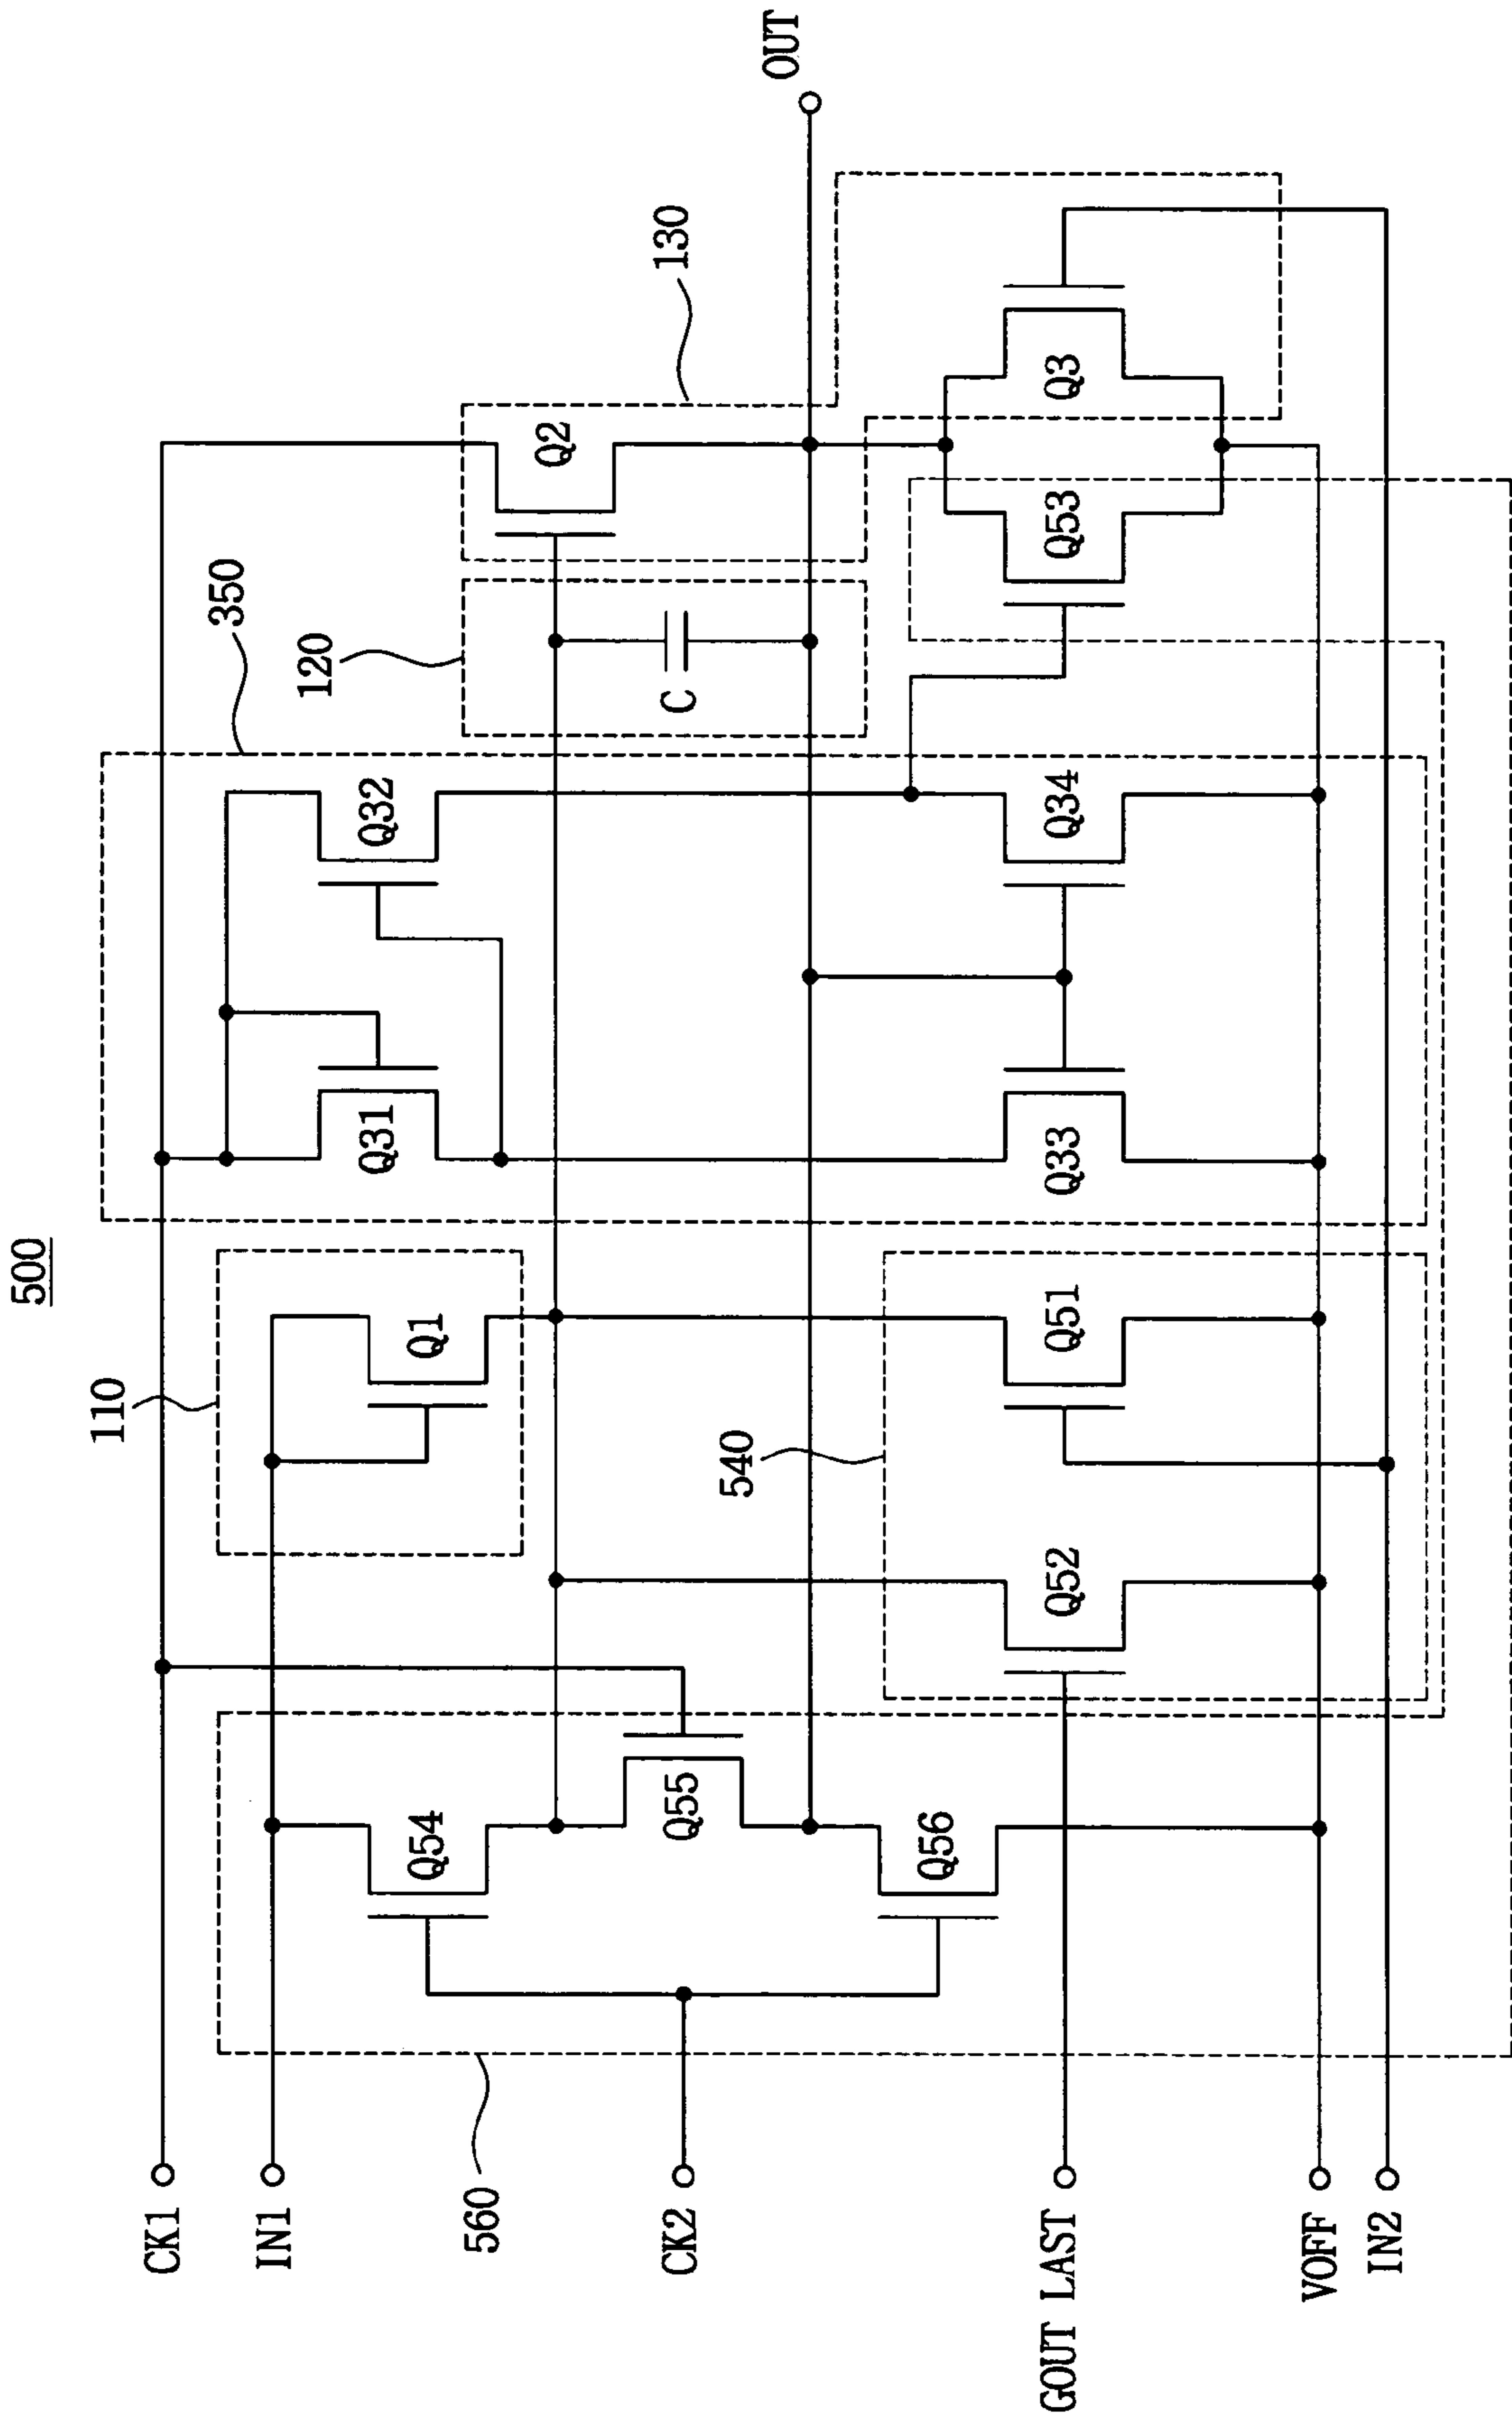 500
CK1
IN1
560
CK2
GOUT LAST
VOFF
IN2
110
350
120
130
540
Q54
Q55
Q56
Q1
Q52
Q51
Q31
Q32
Q33
Q34
C
Q2
Q53
Q3
OUT